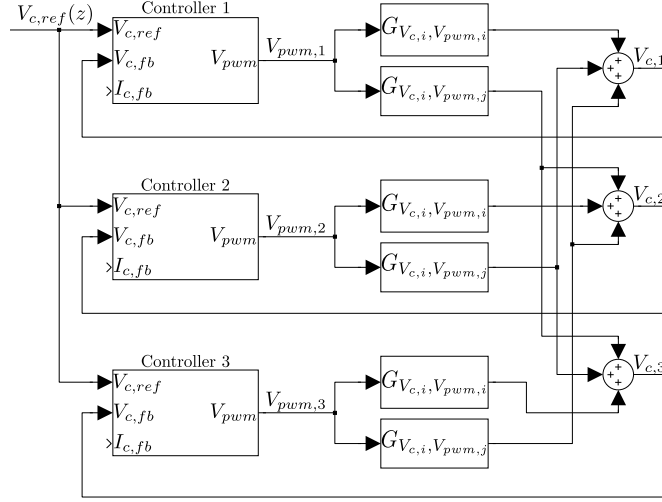 V_{c,ref}(z)
Controller 1
V_{c,ref}
V_{c,fb}
I_{c,fb}
V_{pwm}
V_{pwm,1}
G_{V_{c,i},V_{pwm,i}}
G_{V_{c,i},V_{pwm,j}}
+
+
+
V_{c,1}
Controller 2
V_{c,ref}
V_{c,fb}
I_{c,fb}
V_{pwm}
V_{pwm,2}
G_{V_{c,i},V_{pwm,i}}
G_{V_{c,i},V_{pwm,j}}
+
+
+
V_{c,2}
Controller 3
V_{c,ref}
V_{c,fb}
I_{c,fb}
V_{pwm}
V_{pwm,3}
G_{V_{c,i},V_{pwm,i}}
G_{V_{c,i},V_{pwm,j}}
+
+
+
V_{c,3}